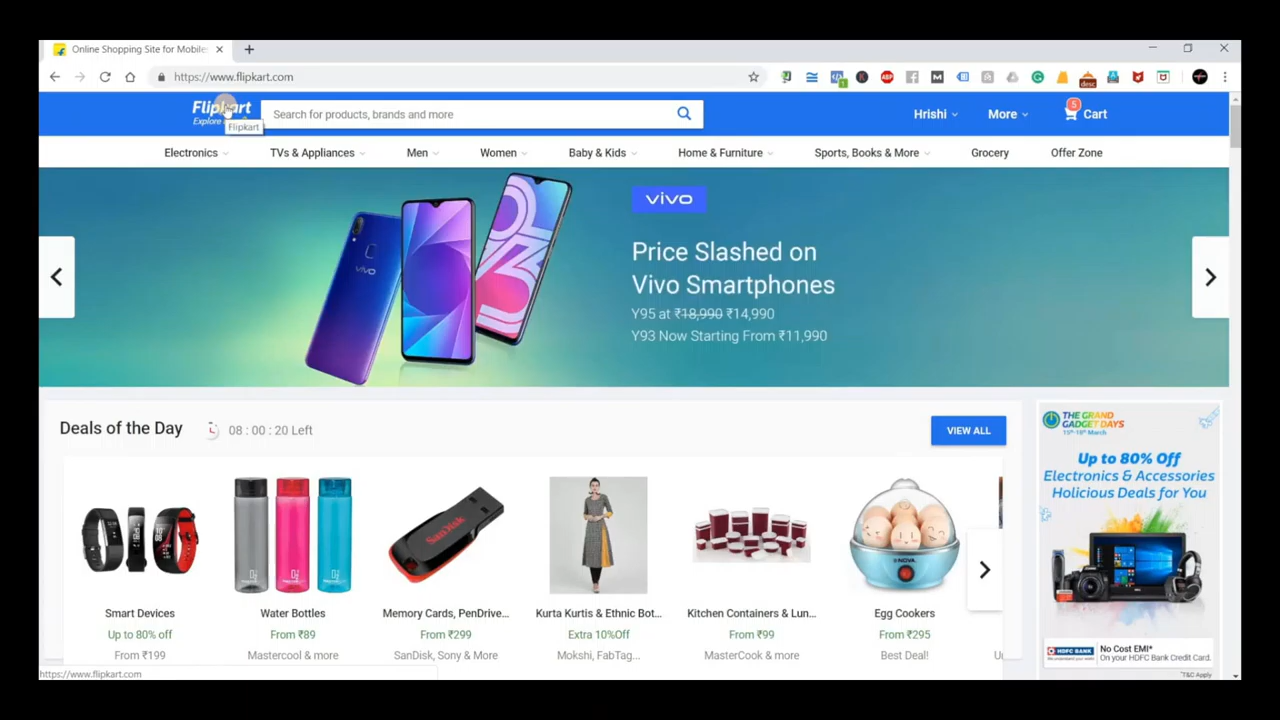 Online Shopping Site for Mobiles
https://www.flipkart.com
ABP
M
1
desc
Flipkart
Explore
Flipkart
Search for products, brands and more
Hrishi
More
5
Cart
Electronics
TVs & Appliances
Men
Women
Baby & Kids
Home & Furniture
Sports, Books & More
Grocery
Offer Zone
vivo
Price Slashed on
Vivo Smartphones
Y95 at ₹18,990 ₹14,990
Y93 Now Starting From ₹11,990
vivo
Deals of the Day
08 : 00 : 20 Left
VIEW ALL
SanDisk
NOVA
Smart Devices
Up to 80% off
From ₹199
Water Bottles
From ₹89
Mastercool & more
Memory Cards, PenDrive...
From ₹299
SanDisk, Sony & More
Kurta Kurtis & Ethnic Bot...
Extra 10%Off
Mokshi, FabTag...
Kitchen Containers & Lun...
From ₹99
MasterCook & more
Egg Cookers
From ₹295
Best Deal!
THE GRAND
GADGET DAYS
15th-18th March
Up to 80% Off
Electronics & Accessories
Holicious Deals for You
HDFC BANK
No Cost EMI*
On your HDFC Bank Credit Card.
*T&C Apply
https://www.flipkart.com